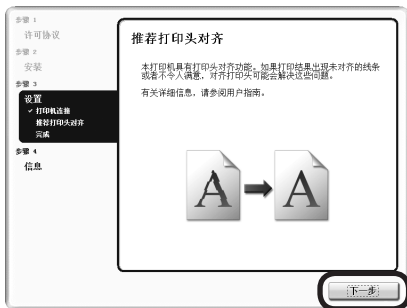 步骤 1
许可协议
步骤 2
安装
步骤 3
设置
✓ 打印机连接
推荐打印头对齐
完成
步骤 4
信息
推荐打印头对齐
本打印机具有打印头对齐功能。如果打印结果出现未对齐的线条
或者不令人满意，对齐打印头可能会解决这些问题。
有关详细信息，请参阅用户指南。
A A
下一步